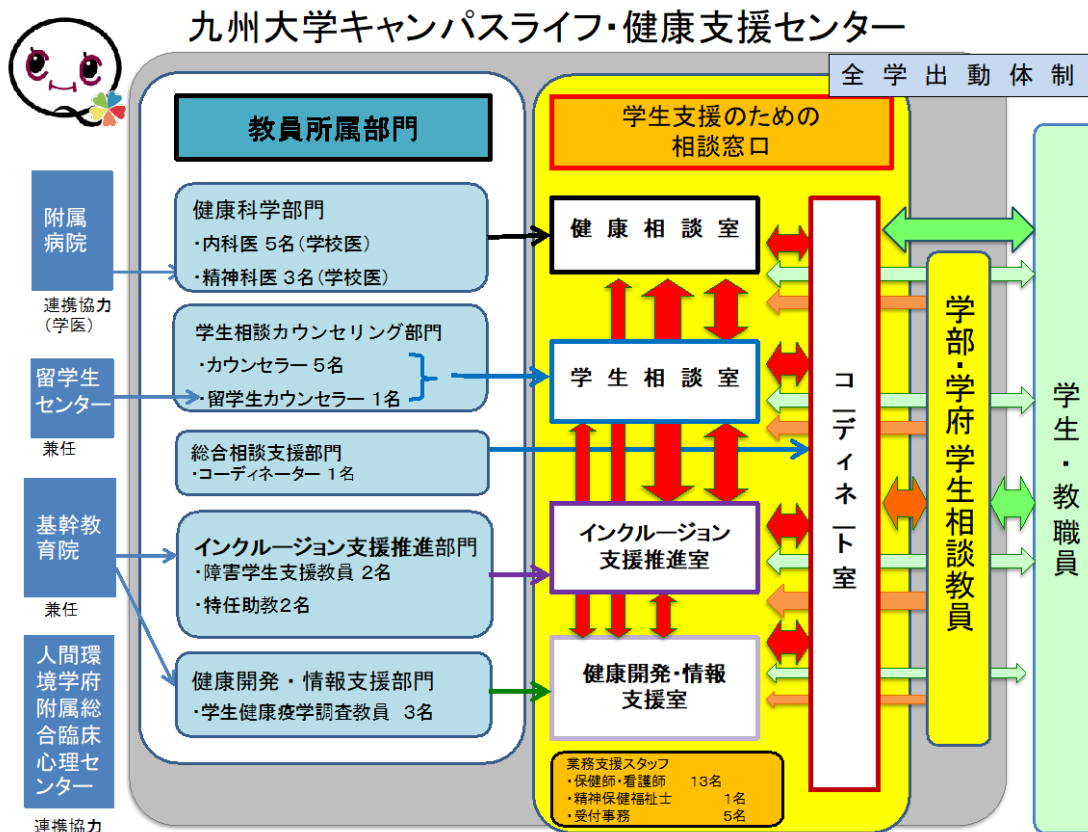 九州大学キャンパスライフ・健康支援センター
全学出動体制
教員所属部門
学生支援のための
相談窓口
附属
病院
連携協力
(学医)
留学生
センター
兼任
基幹教
育院
兼任
人間環
境学府
附属総
合臨床
心理セ
ンター
連携協力
健康科学部門
・内科医 5名(学校医)
・精神科医 3名(学校医)
学生相談カウンセリング部門
・カウンセラー 5名
・留学生カウンセラー 1名
総合相談支援部門
・コーディネーター 1名
インクルージョン支援推進部門
・障害学生支援教員 2名
・特任助教2名
健康開発・情報支援部門
・学生健康疫学調査教員 3名
健康相談室
学生相談室
インクルージョン
支援推進室
健康開発・情報
支援室
業務支援スタッフ
・保健師・看護師 13名
・精神保健福祉士 1名
・受付事務 5名
コーディネート室
学部・学府 学生相談教員
学生・教職員